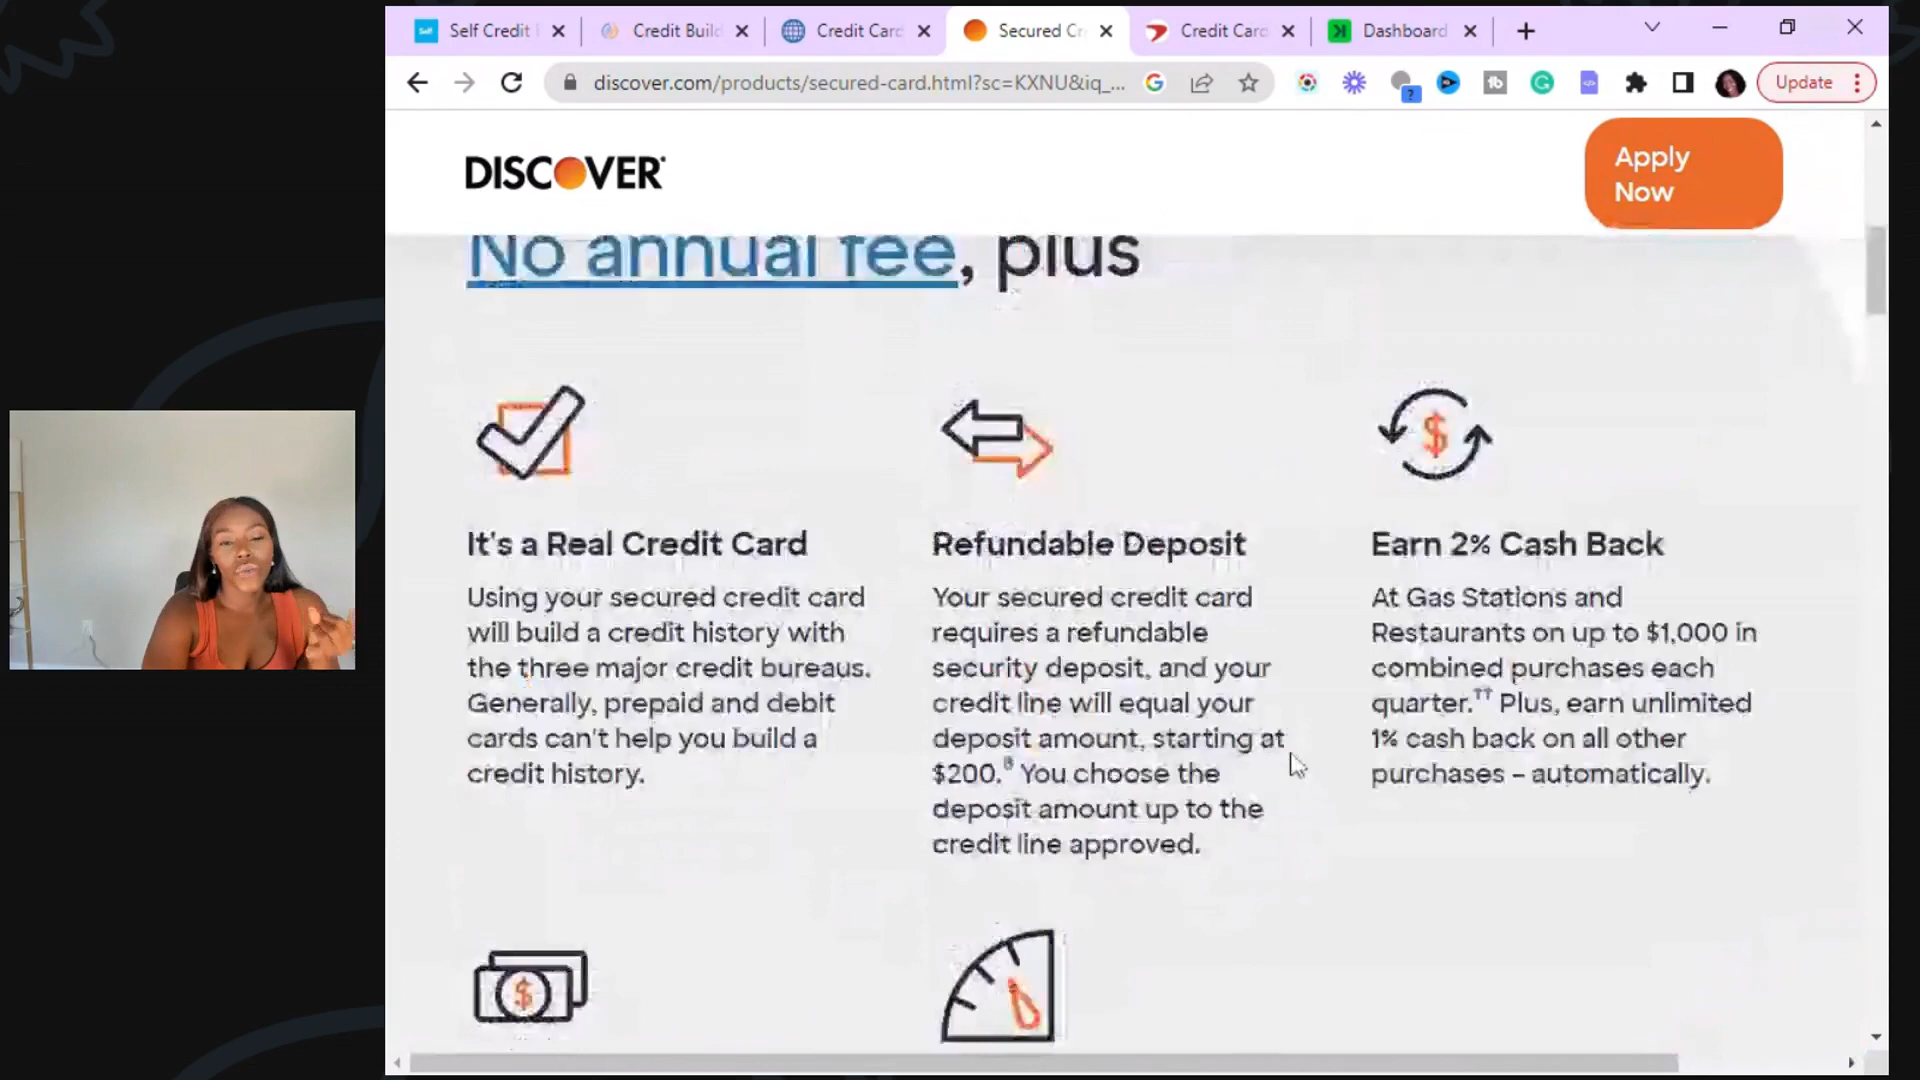 Self Credit
Credit Buil
Credit Card
Secured Cr
Credit Card
Dashboard
discover.com/products/secured-card.html?sc=KXNU&iq_...
Update
DISCOVER
Apply
Now
No annual fee, plus
It's a Real Credit Card
Using your secured credit card
will build a credit history with
the three major credit bureaus.
Generally, prepaid and debit
cards can't help you build a
credit history.
Refundable Deposit
Your secured credit card
requires a refundable
security deposit, and your
credit line will equal your
deposit amount, starting at
$200.8 You choose the
deposit amount up to the
credit line approved.
Earn 2% Cash Back
At Gas Stations and
Restaurants on up to $1,000 in
combined purchases each
quarter.†† Plus, earn unlimited
1% cash back on all other
purchases – automatically.